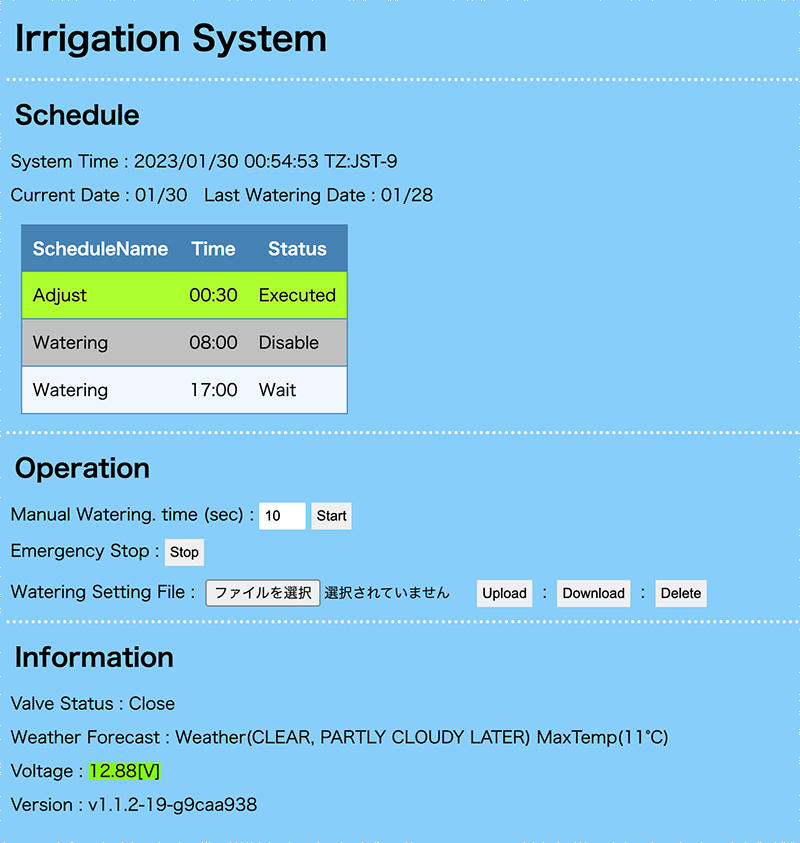 Irrigation System
Schedule
System Time : 2023/01/30 00:54:53 TZ:JST-9
Current Date : 01/30 Last Watering Date : 01/28
ScheduleName Time Status
Adjust 00:30 Executed
Watering 08:00 Disable
Watering 17:00 Wait
Operation
Manual Watering. time (sec) : 10 Start
Emergency Stop : Stop
Watering Setting File : ファイルを選択 選択されていません Upload : Download : Delete
Information
Valve Status : Close
Weather Forecast : Weather(CLEAR, PARTLY CLOUDY LATER) MaxTemp(11℃)
Voltage : 12.88[V]
Version : v1.1.2-19-g9caa938